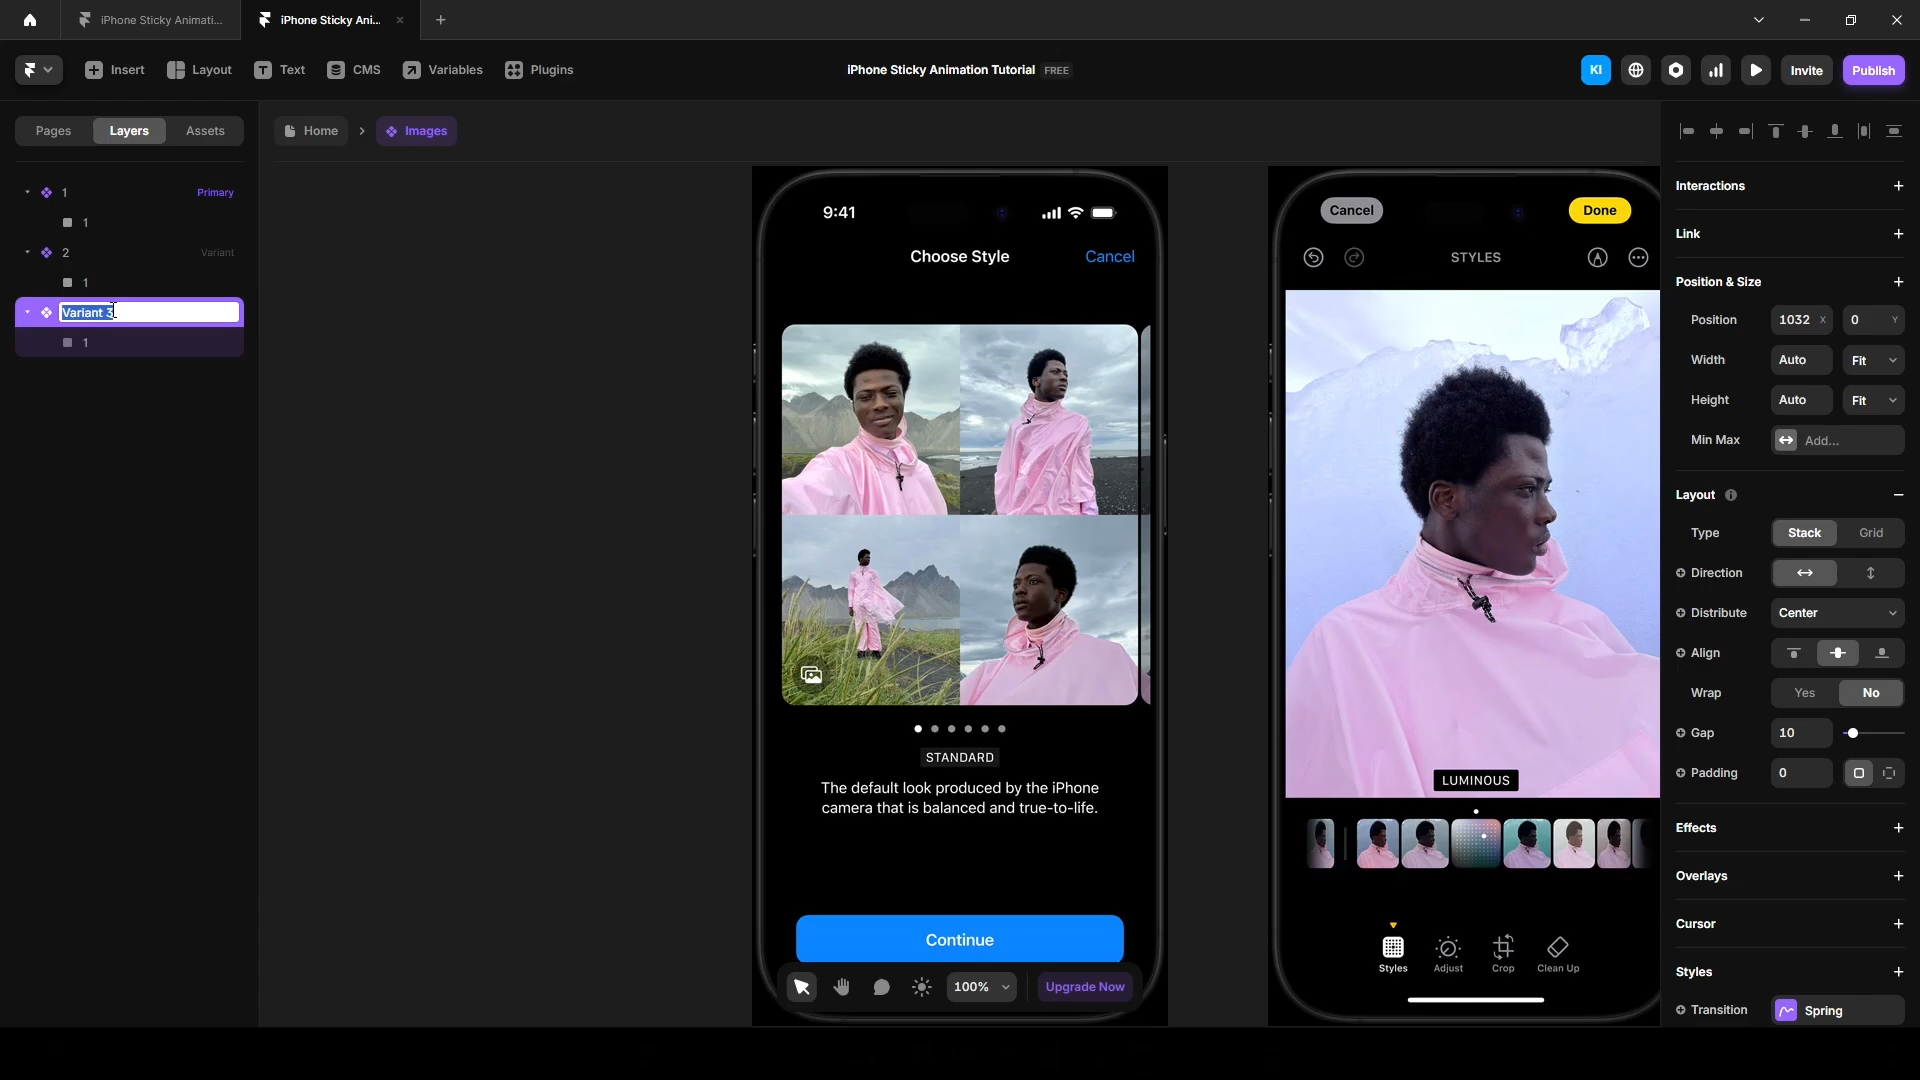 iPhone Sticky Animati...
iPhone Sticky Ani...
Insert
Layout
Text
CMS
Variables
Plugins
iPhone Sticky Animation Tutorial FREE
KI
Invite
Publish
Pages
Layers
Assets
Home
Images
1
Primary
1
2
Variant
1
Variant 3
1
9:41
Choose Style
Cancel
STANDARD
The default look produced by the iPhone
camera that is balanced and true-to-life.
Continue
100%
Upgrade Now
Cancel
Done
STYLES
LUMINOUS
Styles
Adjust
Crop
Clean Up
Interactions
Link
Position & Size
Position
1032 X
0 Y
Width
Auto
Fit
Height
Auto
Fit
Min Max
Add...
Layout
Type
Stack
Grid
Direction
Distribute
Center
Align
Wrap
Yes
No
Gap
10
Padding
0
Effects
Overlays
Cursor
Styles
Transition
Spring